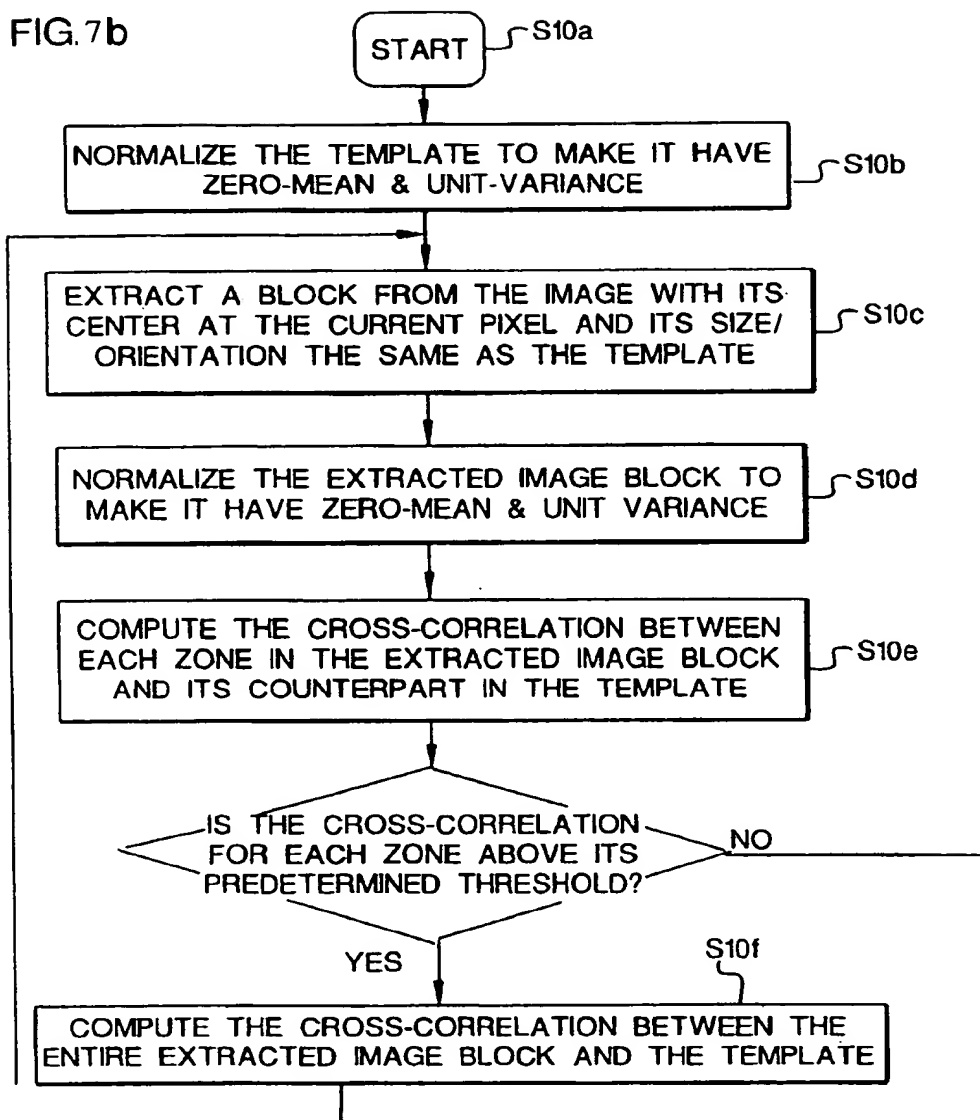 FIG. 7b
START
S10a
NORMALIZE THE TEMPLATE TO MAKE IT HAVE
ZERO-MEAN & UNIT-VARIANCE
S10b
EXTRACT A BLOCK FROM THE IMAGE WITH ITS
CENTER AT THE CURRENT PIXEL AND ITS SIZE/
ORIENTATION THE SAME AS THE TEMPLATE
S10c
NORMALIZE THE EXTRACTED IMAGE BLOCK TO
MAKE IT HAVE ZERO-MEAN & UNIT VARIANCE
S10d
COMPUTE THE CROSS-CORRELATION BETWEEN
EACH ZONE IN THE EXTRACTED IMAGE BLOCK
AND ITS COUNTERPART IN THE TEMPLATE
S10e
IS THE CROSS-CORRELATION
FOR EACH ZONE ABOVE ITS
PREDETERMINED THRESHOLD?
NO
YES
S10f
COMPUTE THE CROSS-CORRELATION BETWEEN THE
ENTIRE EXTRACTED IMAGE BLOCK AND THE TEMPLATE